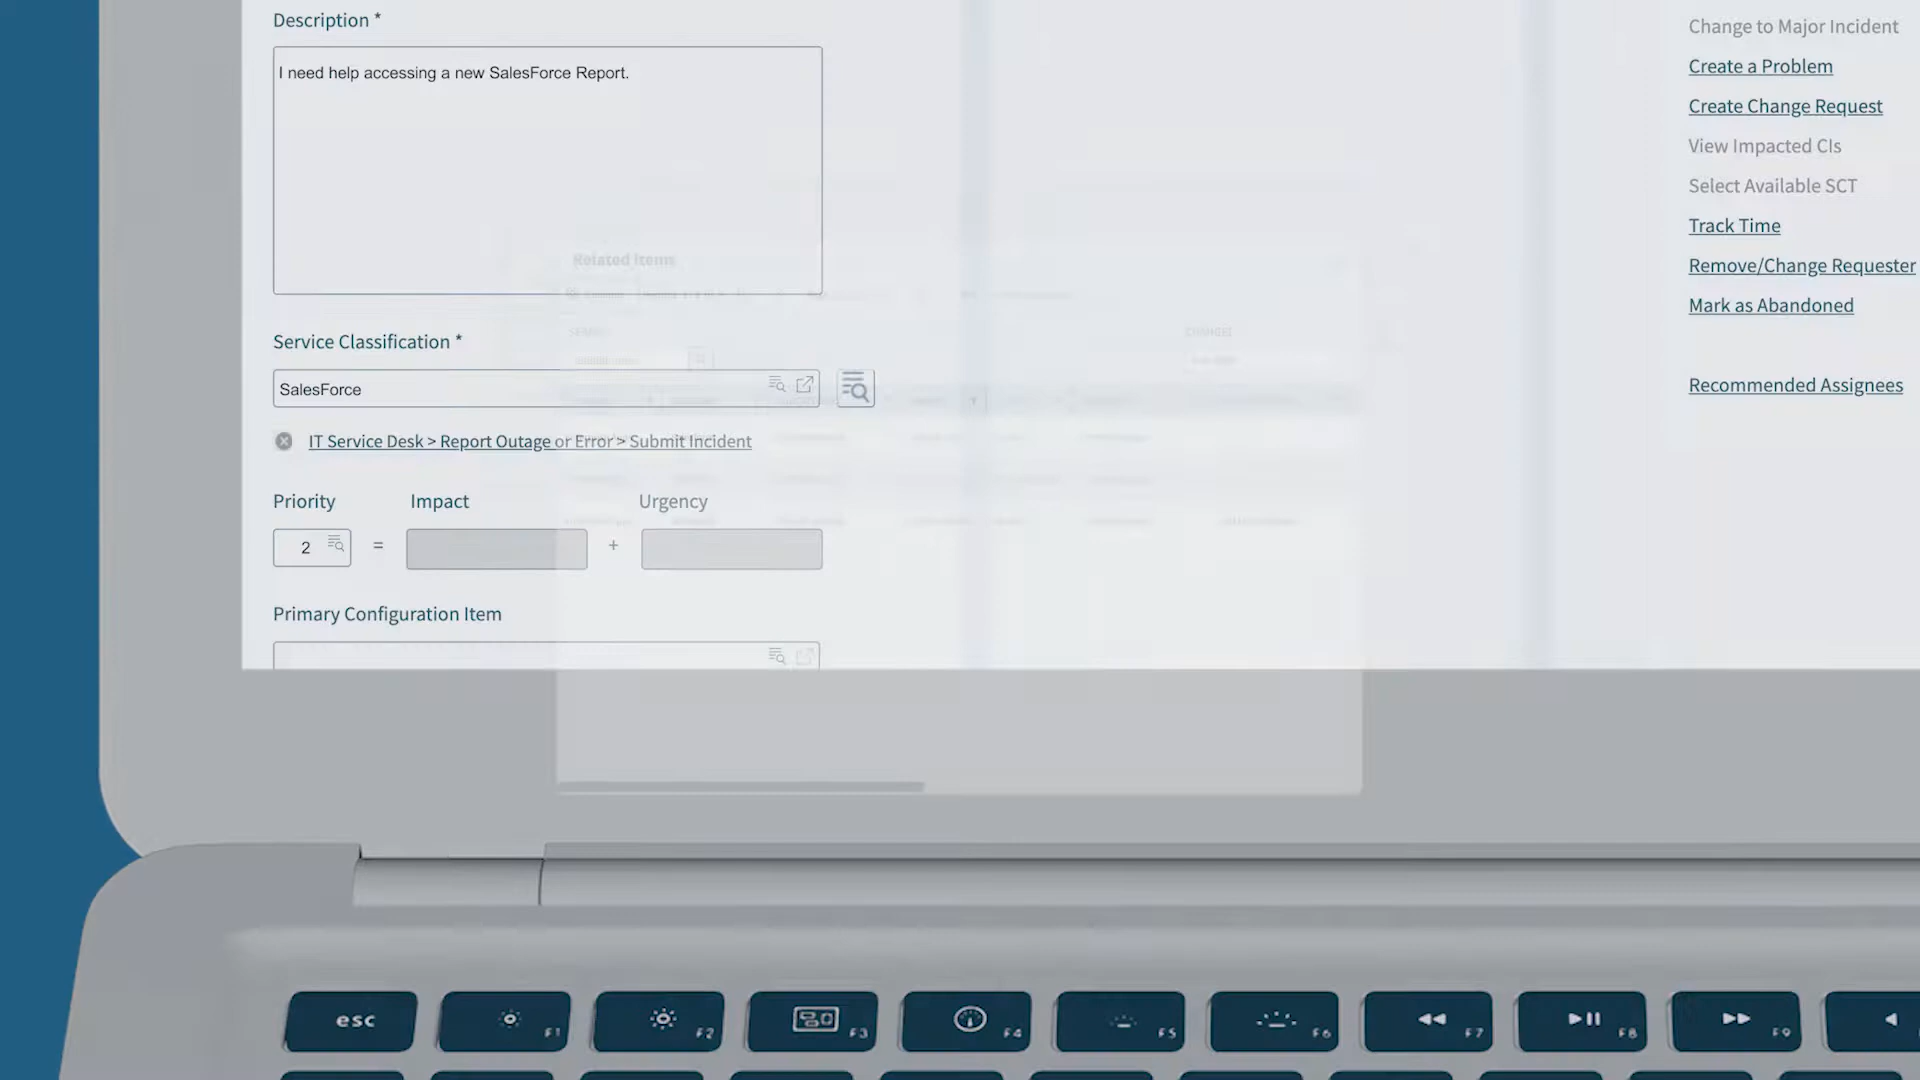 Description *
I need help accessing a new SalesForce Report.
Service Classification *
SalesForce
IT Service Desk > Report Outage or Error > Submit Incident
Priority
Impact
Urgency
2
=
+
Primary Configuration Item
Change to Major Incident
Create a Problem
Create Change Request
View Impacted CIs
Select Available SCT
Track Time
Remove/Change Requester
Mark as Abandoned
Recommended Assignees
Related Items
esc
F1
F2
F3
F4
F5
F6
F7
F8
F9